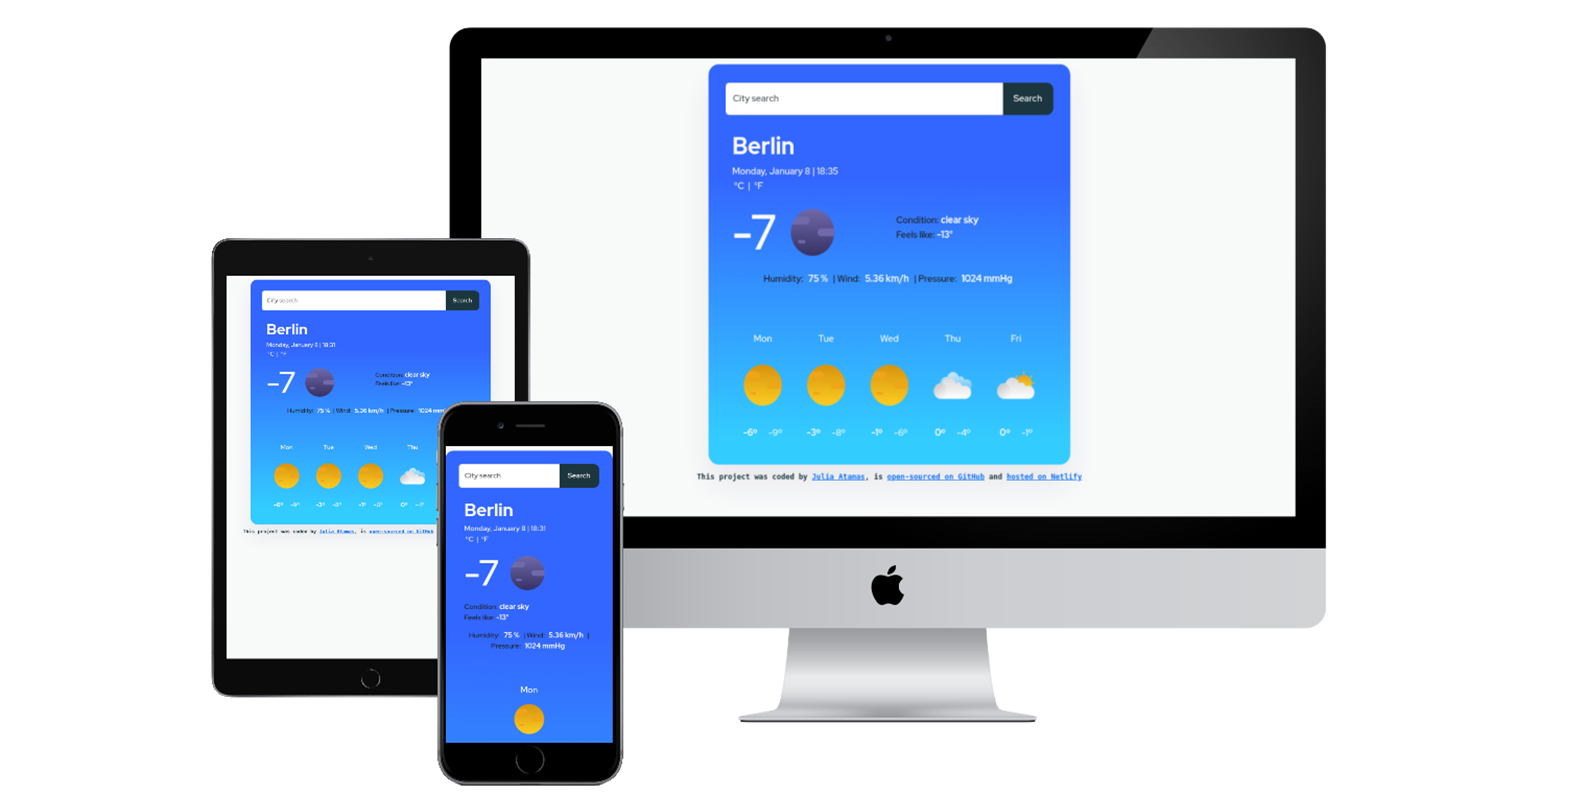 City search Search
Berlin
Monday, January 8 | 18:35
°C | °F
-7
Condition: clear sky
Feels like: -13°
Humidity: 75 % | Wind: 5.36 km/h | Pressure: 1024 mmHg
Mon Tue Wed Thu Fri
-6° -9° -3° -8° -1° -6° 0° -4° 0° -1°
This project was coded by Julia Atamas, is open-sourced on GitHub and hosted on Netlify
City search Search
Berlin
Monday, January 8 | 18:31
°C | °F
-7
Condition: clear sky
Feels like: -13°
Humidity: 75 % | Wind: 5.36 km/h | Pressure: 1024 mm
Mon Tue Wed Thu
-6° -9° -3° -8° -1° 0°
This project was coded by Julia Atamas, is open-sourced on GitHub
City search Search
Berlin
Monday, January 8 | 18:31
°C | °F
-7
Condition: clear sky
Feels like: -13°
Humidity: 75 % | Wind: 5.36 km/h |
Pressure: 1024 mmHg
Mon